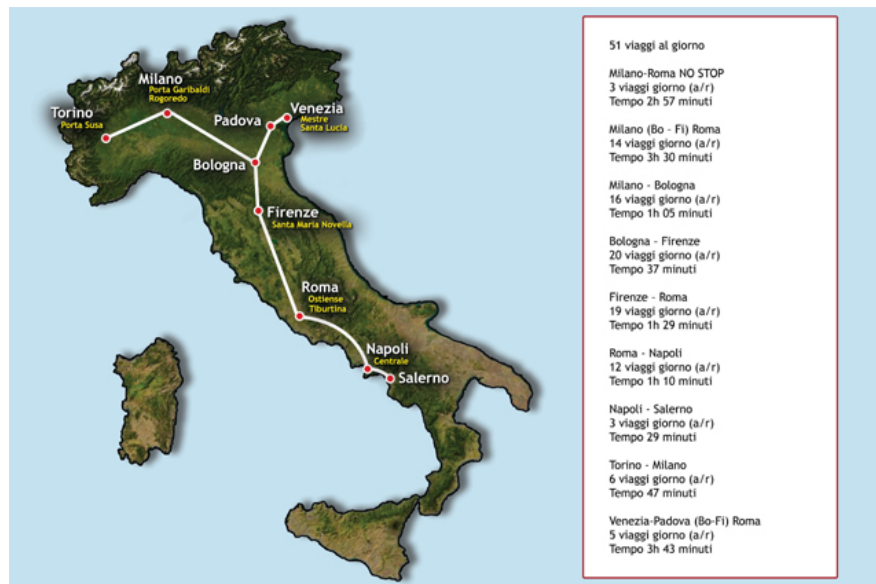 Milano
Porta Garibaldi
Rogoredo
Torino
Porta Susa
Venezia
Mestre
Santa Lucia
Padova
Bologna
Firenze
Santa Maria Novella
Roma
Ostiense
Tiburtina
Napoli
Centrale
Salerno
51 viaggi al giorno
Milano-Roma NO STOP
3 viaggi giorno (a/r)
Tempo 2h 57 minuti
Milano (Bo - Fi) Roma
14 viaggi giorno (a/r)
Tempo 3h 30 minuti
Milano - Bologna
16 viaggi giorno (a/r)
Tempo 1h 05 minuti
Bologna - Firenze
20 viaggi giorno (a/r)
Tempo 37 minuti
Firenze - Roma
19 viaggi giorno (a/r)
Tempo 1h 29 minuti
Roma - Napoli
12 viaggi giorno (a/r)
Tempo 1h 10 minuti
Napoli - Salerno
3 viaggi giorno (a/r)
Tempo 29 minuti
Torino - Milano
6 viaggi giorno (a/r)
Tempo 47 minuti
Venezia-Padova (Bo-Fi) Roma
5 viaggi giorno (a/r)
Tempo 3h 43 minuti